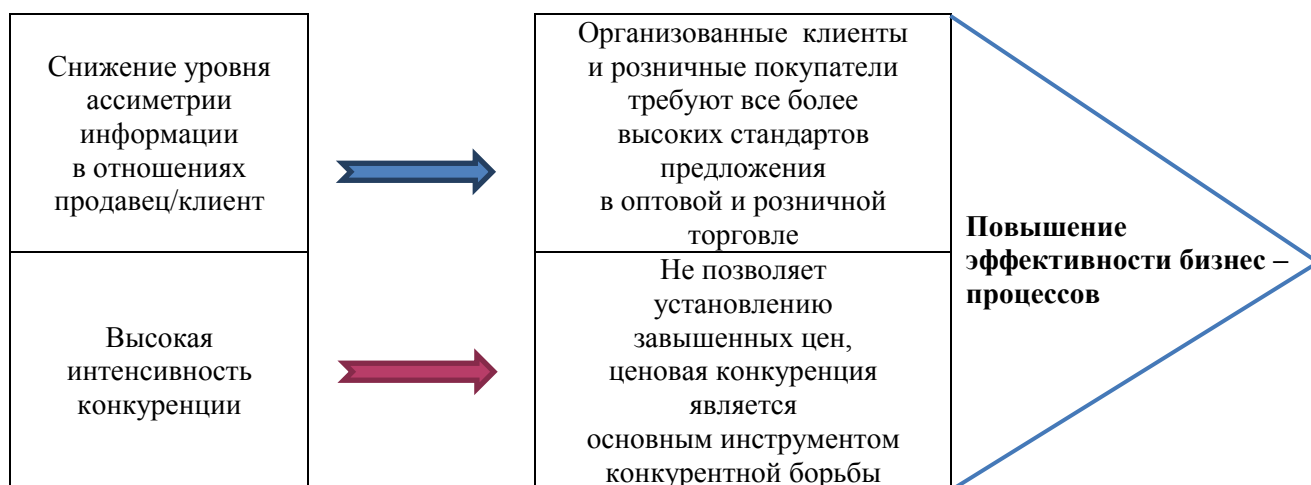 Снижение уровня
ассиметрии
информации
в отношениях
продавец/клиент
Организованные клиенты
и розничные покупатели
требуют все более
высоких стандартов
предложения
в оптовой и розничной
торговле
Высокая
интенсивность
конкуренции
Не позволяет
установлению
завышенных цен,
ценовая конкуренция
является
основным инструментом
конкурентной борьбы
Повышение
эффективности бизнес –
процессов